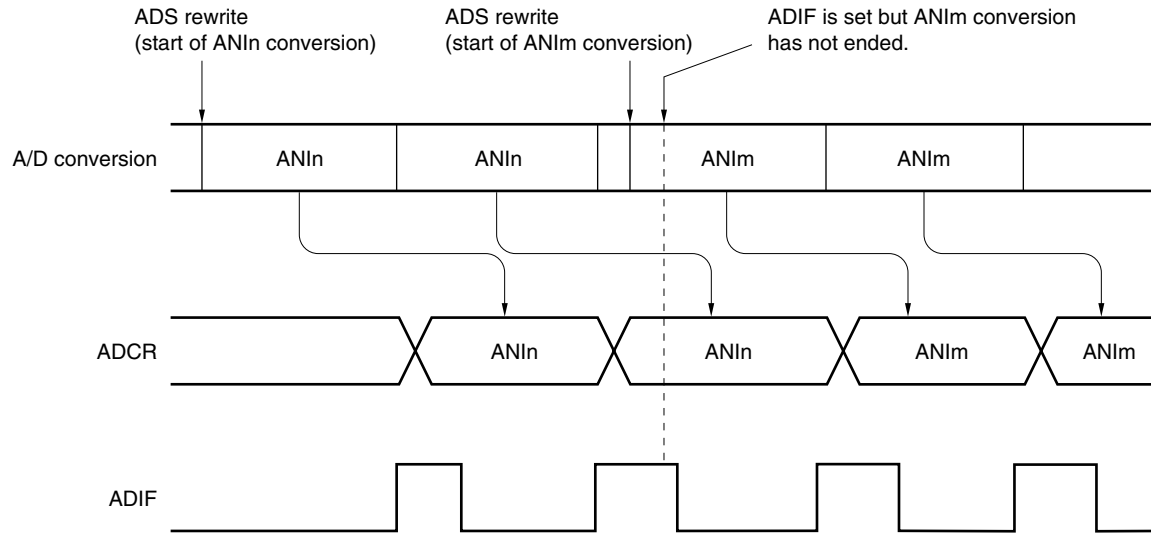 ADS rewrite
(start of ANIn conversion)
ADS rewrite
(start of ANIm conversion)
ADIF is set but ANIm conversion
has not ended.
A/D conversion
ANIn
ANIn
ANIm
ANIm
ADCR
ANIn
ANIn
ANIm
ANIm
ADIF